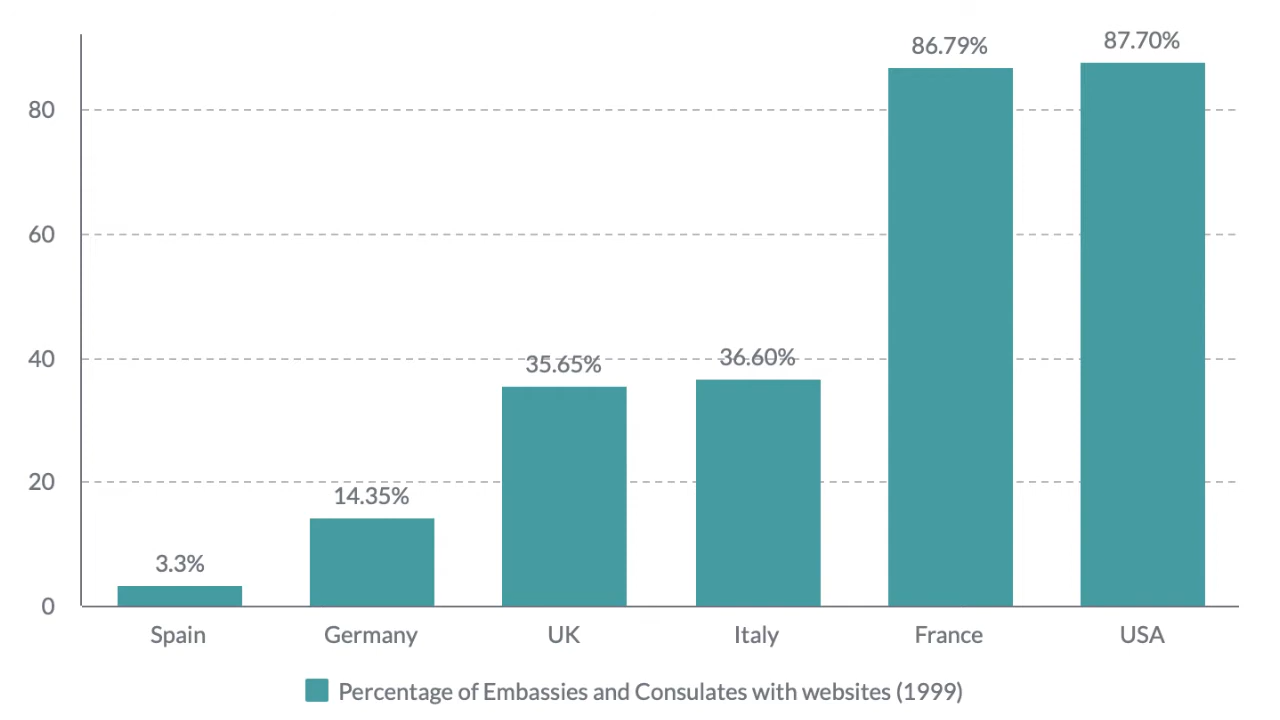 86.79%
87.70%
80
60
40
35.65%
36.60%
20
14.35%
3.3%
0
Spain
Germany
UK
Italy
France
USA
Percentage of Embassies and Consulates with websites (1999)